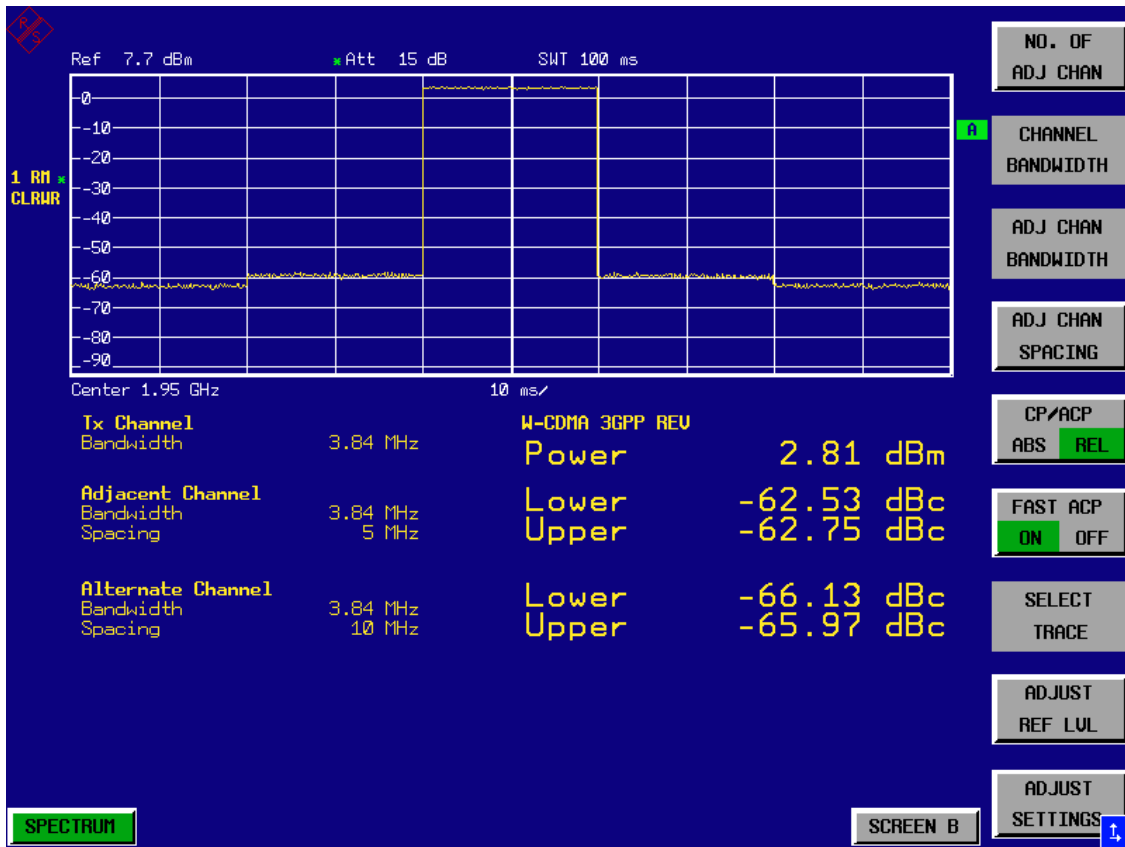 R/S
Ref 7.7 dBm *Att 15 dB SWT 100 ms
0
-10
-20
-30
-40
-50
-60
-70
-80
-90
1 RM *
CLRWR
A
Center 1.95 GHz 10 ms/
Tx Channel W-CDMA 3GPP REV
Bandwidth 3.84 MHz Power 2.81 dBm
Adjacent Channel
Bandwidth 3.84 MHz Lower -62.53 dBc
Spacing 5 MHz Upper -62.75 dBc
Alternate Channel
Bandwidth 3.84 MHz Lower -66.13 dBc
Spacing 10 MHz Upper -65.97 dBc
NO. OF
ADJ CHAN
CHANNEL
BANDWIDTH
ADJ CHAN
BANDWIDTH
ADJ CHAN
SPACING
CP/ACP
ABS REL
FAST ACP
ON OFF
SELECT
TRACE
ADJUST
REF LVL
ADJUST
SETTINGS
SPECTRUM SCREEN B